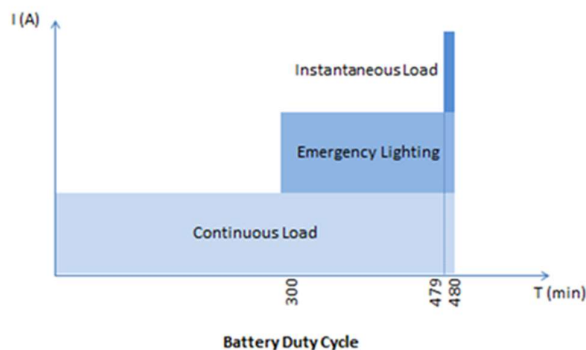 I (A)
Instantaneous Load
Emergency Lighting
Continuous Load
300
479
480
T (min)
Battery Duty Cycle